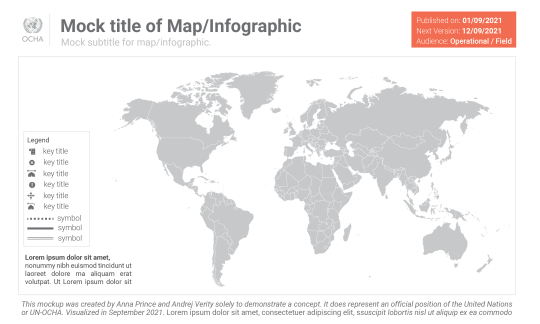 OCHA
Mock title of Map/Infographic
Mock subtitle for map/infographic.
Published on: 01/09/2021
Next Version: 12/09/2021
Audience: Operational / Field
Legend
key title
key title
key title
key title
key title
key title
symbol
symbol
symbol
Lorem ipsum dolor sit amet,
nonummy nibh euismod tincidunt ut
laoreet dolore ma aliquam erat
volutpat. Ut Lorem ipsum dolor sit
This mockup was created by Anna Prince and Andrej Verity solely to demonstrate a concept. It does represent an official position of the United Nations
or UN-OCHA. Visualized in September 2021. Lorem ipsum dolor sit amet, consectetuer adipiscing elit, ssuscipit lobortis nisl ut aliquip ex ea commodo